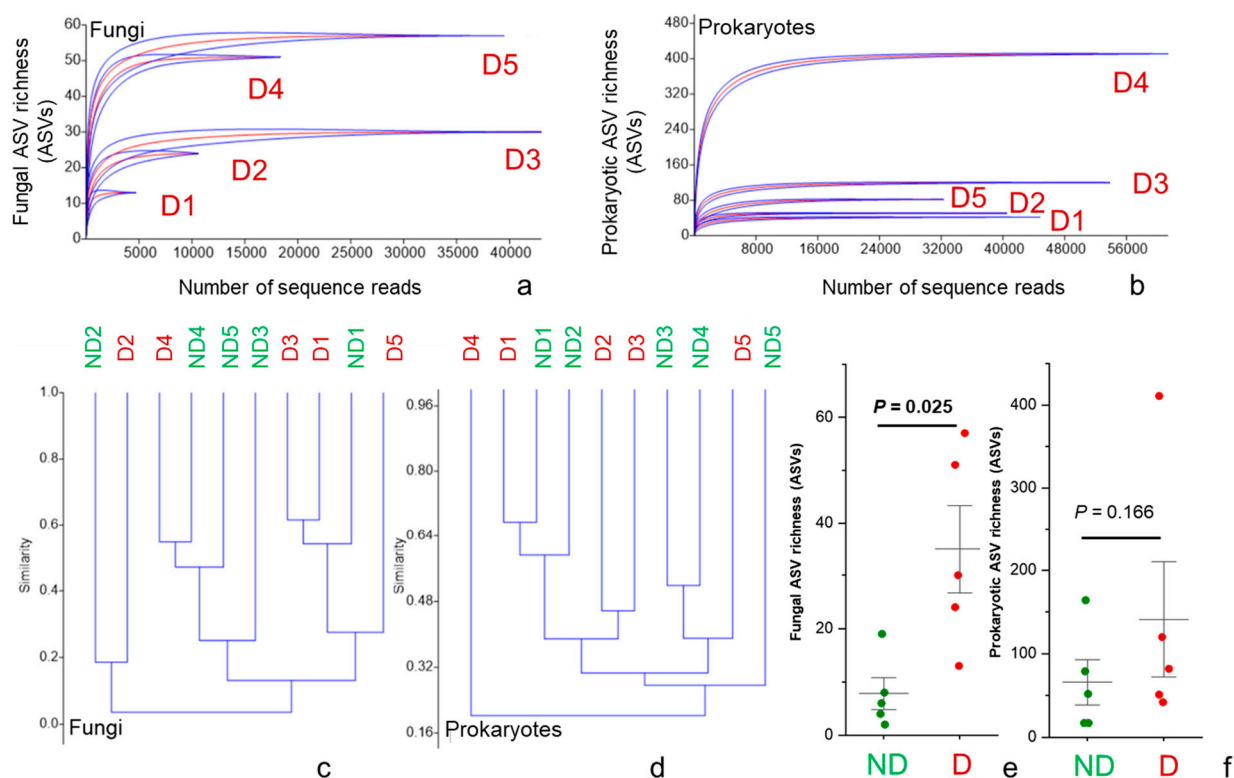 Fungi
60
50
40
30
20
10
0
Fungal ASV richness
(ASVs)
D5
D4
D3
D2
D1
5000 10000 15000 20000 25000 30000 35000 40000
Number of sequence reads
a
Prokaryotes
480
400
320
240
160
80
0
Prokaryotic ASV richness
(ASVs)
D4
D3
D5
D2
D1
8000 16000 24000 32000 40000 48000 56000
Number of sequence reads
b
ND2 D2 D4 ND4 ND5 ND3 D3 D1 ND1 D5
1.0
0.8
0.6
0.4
0.2
0.0
Similarity
Fungi
c
D4 D1 ND1 ND2 D2 D3 ND3 ND4 D5 ND5
0.96
0.80
0.64
0.48
0.32
0.16
Similarity
Prokaryotes
d
60
40
20
0
Fungal ASV richness (ASVs)
P = 0.025
ND D
e
400
300
200
100
0
Prokaryotic ASV richness (ASVs)
P = 0.166
ND D
f